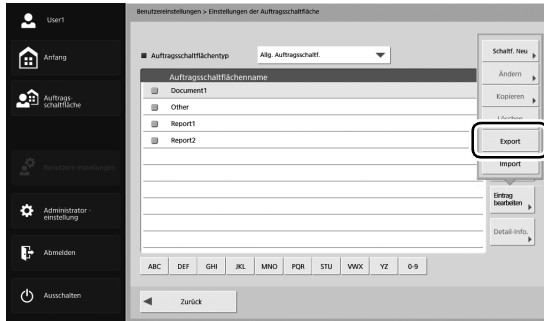 User1
Anfang
Auftrags-
schaltfläche
Benutzereinstellungen
Administrator -
einstellung
Abmelden
Ausschalten
Benutzereinstellungen > Einstellungen der Auftragsschaltfläche
Auftragsschaltflächentyp
Allg. Auftragsschaltf.
Auftragsschaltflächenname
Document1
Other
Report1
Report2
ABC DEF GHI JKL MNO PQR STU VWX YZ 0-9
Zurück
Schaltf. Neu
Ändern
Kopieren
Löschen
Export
Import
Eintrag
bearbeiten
Detail-info.